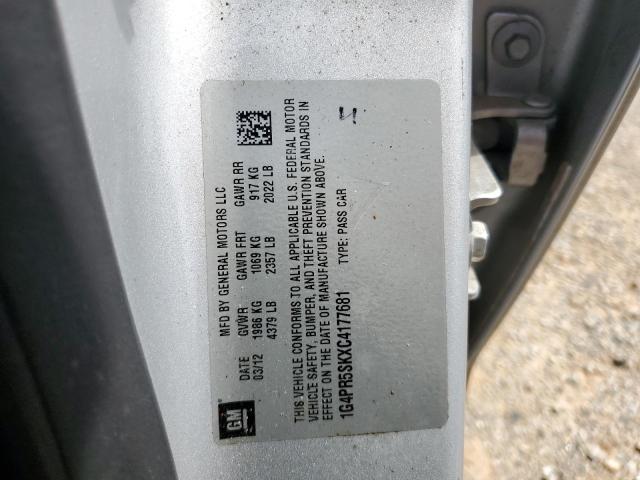 MFD BY GENERAL MOTORS LLC
DATE GVWR GAWR FRT GAWR RR
03/12 1986 KG 1069 KG 917 KG
4379 LB 2357 LB 2022 LB
THIS VEHICLE CONFORMS TO ALL APPLICABLE U.S. FEDERAL MOTOR
VEHICLE SAFETY, BUMPER, AND THEFT PREVENTION STANDARDS IN
EFFECT ON THE DATE OF MANUFACTURE SHOWN ABOVE.
1G4PR5SKXC4177681 TYPE: PASS CAR
GM